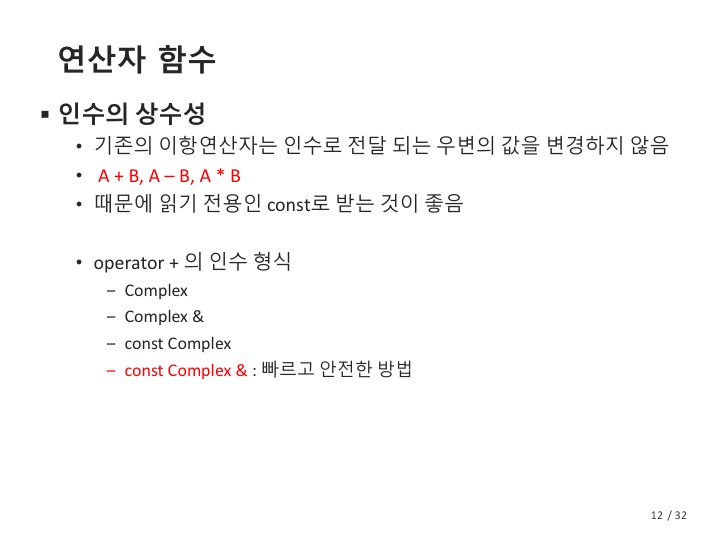 연산자 함수
▪ 인수의 상수성
• 기존의 이항연산자는 인수로 전달 되는 우변의 값을 변경하지 않음
• A + B, A – B, A * B
• 때문에 읽기 전용인 const로 받는 것이 좋음
• operator + 의 인수 형식
– Complex
– Complex &
– const Complex
– const Complex & : 빠르고 안전한 방법
12 / 32